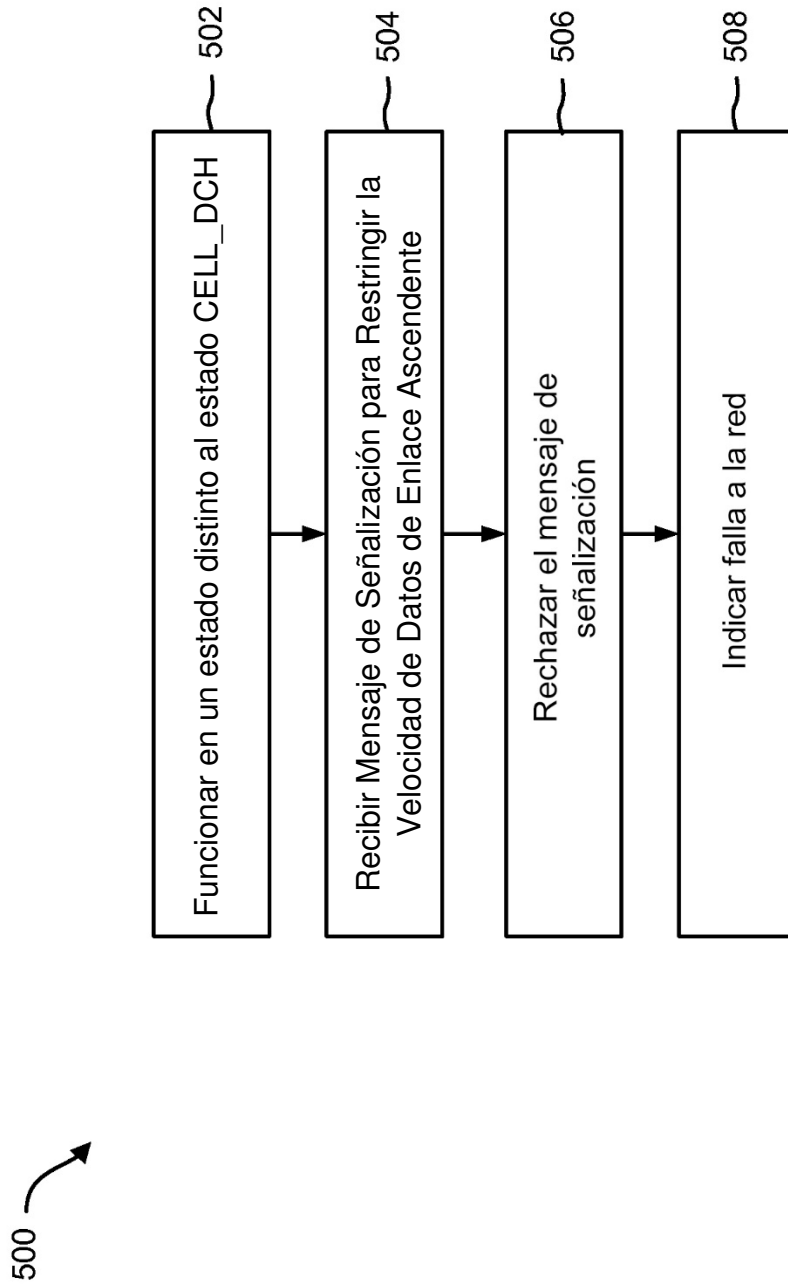 500
Funcionar en un estado distinto al estado CELL_DCH
502
Recibir Mensaje de Señalización para Restringir la
Velocidad de Datos de Enlace Ascendente
504
Rechazar el mensaje de
señalización
506
Indicar falla a la red
508